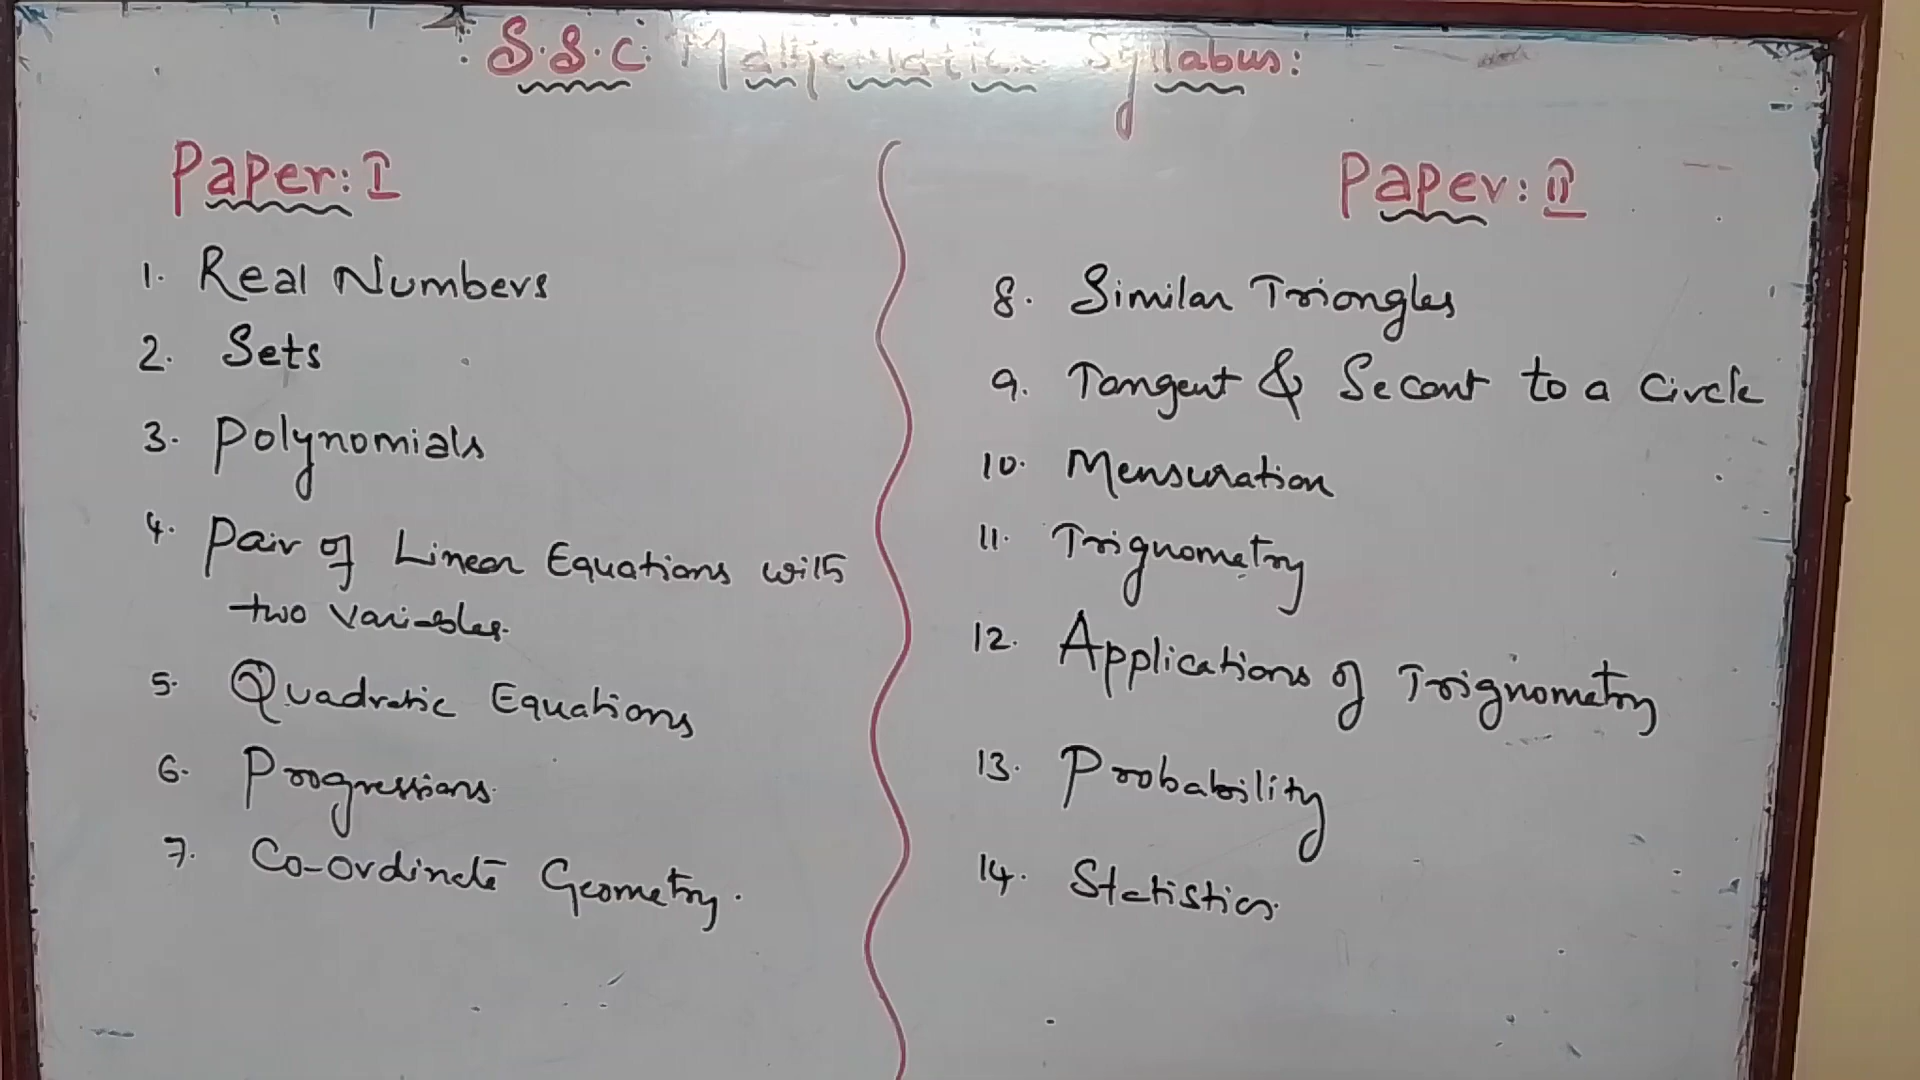 S.S.C. Mathematics Syllabus:
Paper: I
1. Real Numbers
2. Sets
3. Polynomials
4. Pair of Linear Equations with
two Variables.
5. Quadratic Equations
6. Progressions.
7. Co-ordinate Geometry.
Paper: II
8. Similar Triangles
9. Tangent & Secant to a Circle
10. Mensuration
11. Trignometry
12. Applications of Trignometry
13. Probability
14. Statistics.